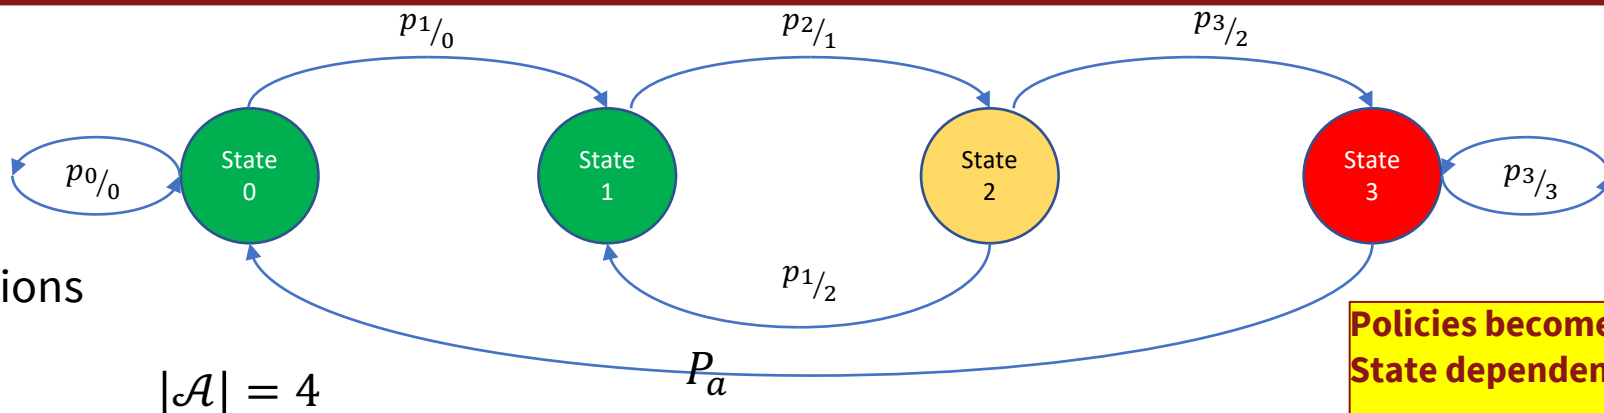 p1/0
p2/1
p3/2
State
0
State
1
State
2
State
3
p0/0
p3/3
p1/2
ions
Policies become
State dependen
P_a
|𝒜| = 4